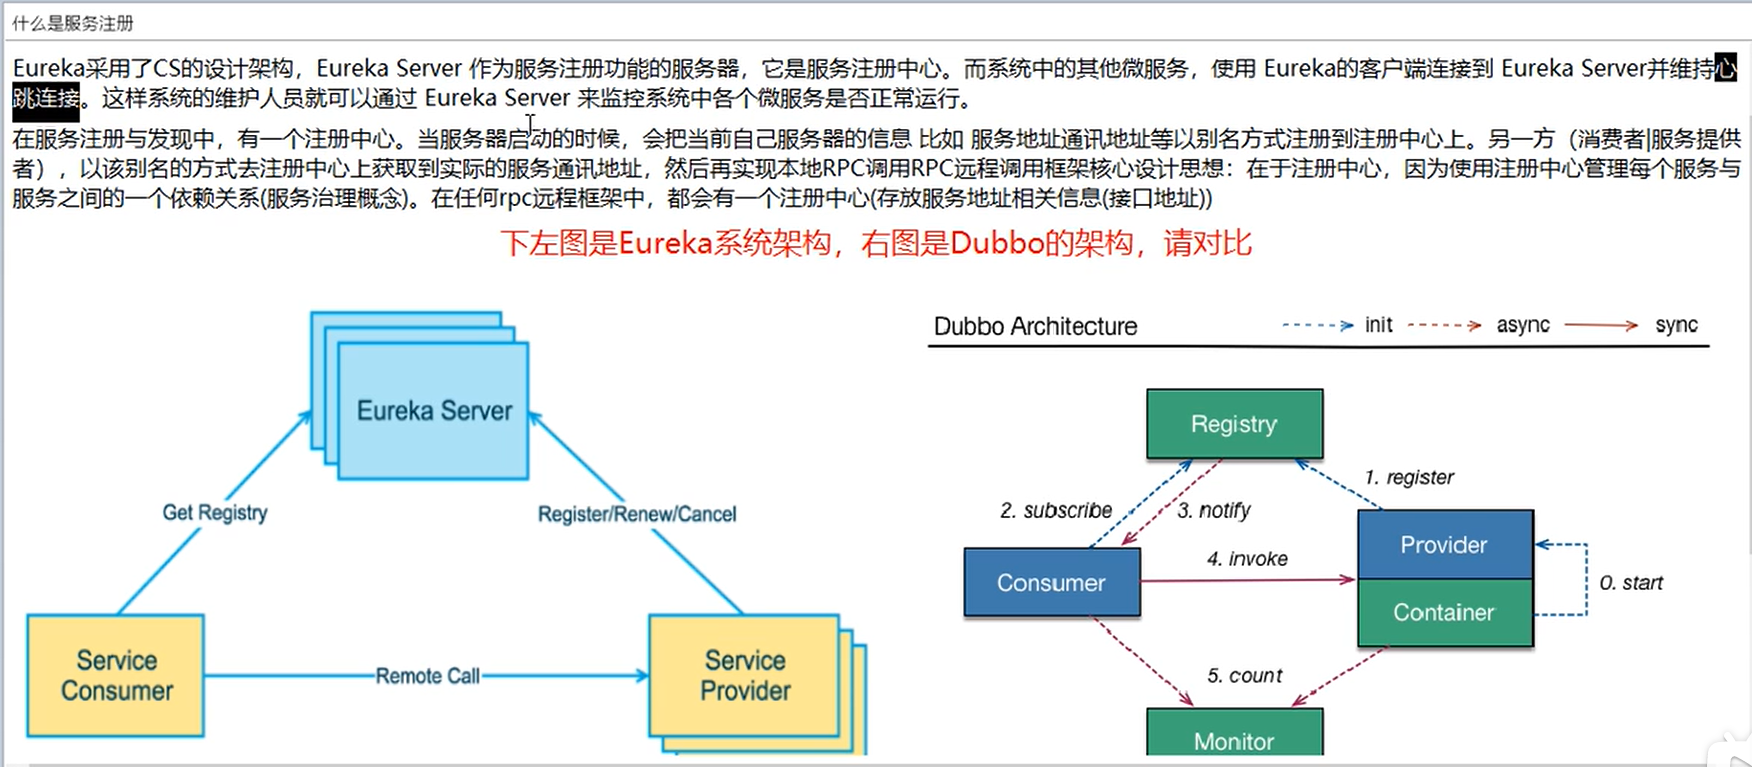 什么是服务注册
Eureka采用了CS的设计架构，Eureka Server 作为服务注册功能的服务器，它是服务注册中心。而系统中的其他微服务，使用 Eureka的客户端连接到 Eureka Server并维持心
跳连接。这样系统的维护人员就可以通过 Eureka Server 来监控系统中各个微服务是否正常运行。
在服务注册与发现中，有一个注册中心。当服务器启动的时候，会把当前自己服务器的信息 比如 服务地址通讯地址等以别名方式注册到注册中心上。另一方（消费者|服务提供
者），以该别名的方式去注册中心上获取到实际的服务通讯地址，然后再实现本地RPC调用RPC远程调用框架核心设计思想：在于注册中心，因为使用注册中心管理每个服务与
服务之间的一个依赖关系(服务治理概念)。在任何rpc远程框架中，都会有一个注册中心(存放服务地址相关信息(接口地址))
下左图是Eureka系统架构，右图是Dubbo的架构，请对比
Eureka Server
Get Registry
Register/Renew/Cancel
Service
Consumer
Remote Call
Service
Provider
Dubbo Architecture
init
async
sync
Registry
1. register
2. subscribe
3. notify
Provider
4. invoke
Consumer
0. start
Container
5. count
Monitor